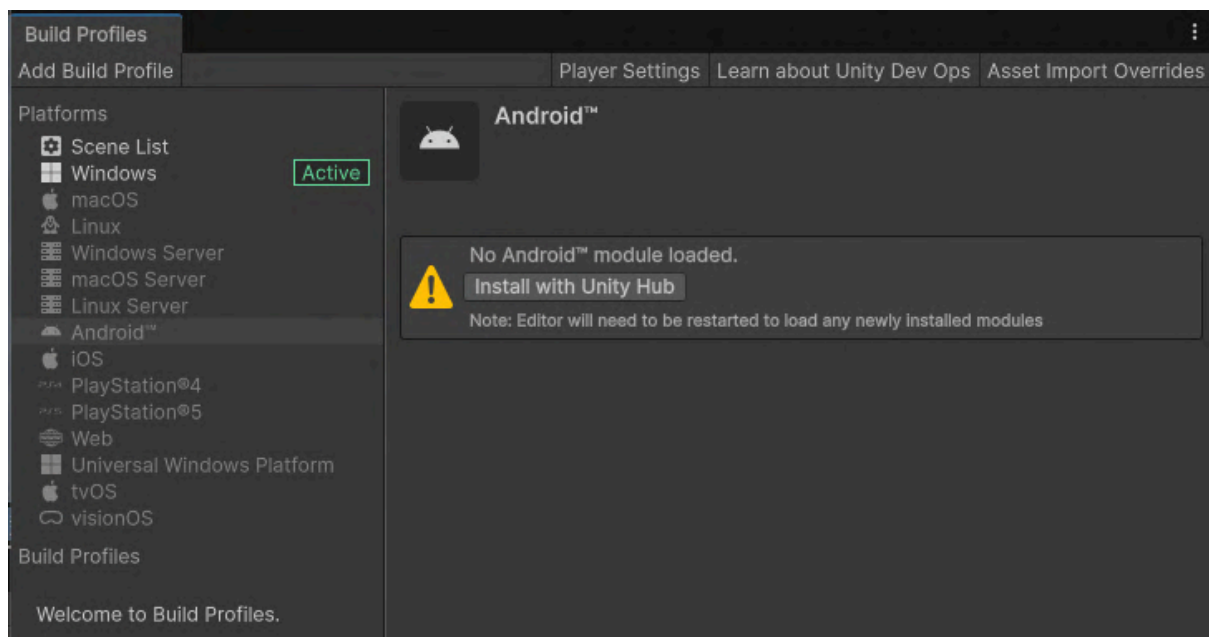 Build Profiles
Add Build Profile
Player Settings
Learn about Unity Dev Ops
Asset Import Overrides
Platforms
Scene List
Windows
Active
macOS
Linux
Windows Server
macOS Server
Linux Server
Android™
iOS
PlayStation®4
PlayStation®5
Web
Universal Windows Platform
tvOS
visionOS
Build Profiles
Welcome to Build Profiles.
Android™
No Android™ module loaded.
Install with Unity Hub
Note: Editor will need to be restarted to load any newly installed modules